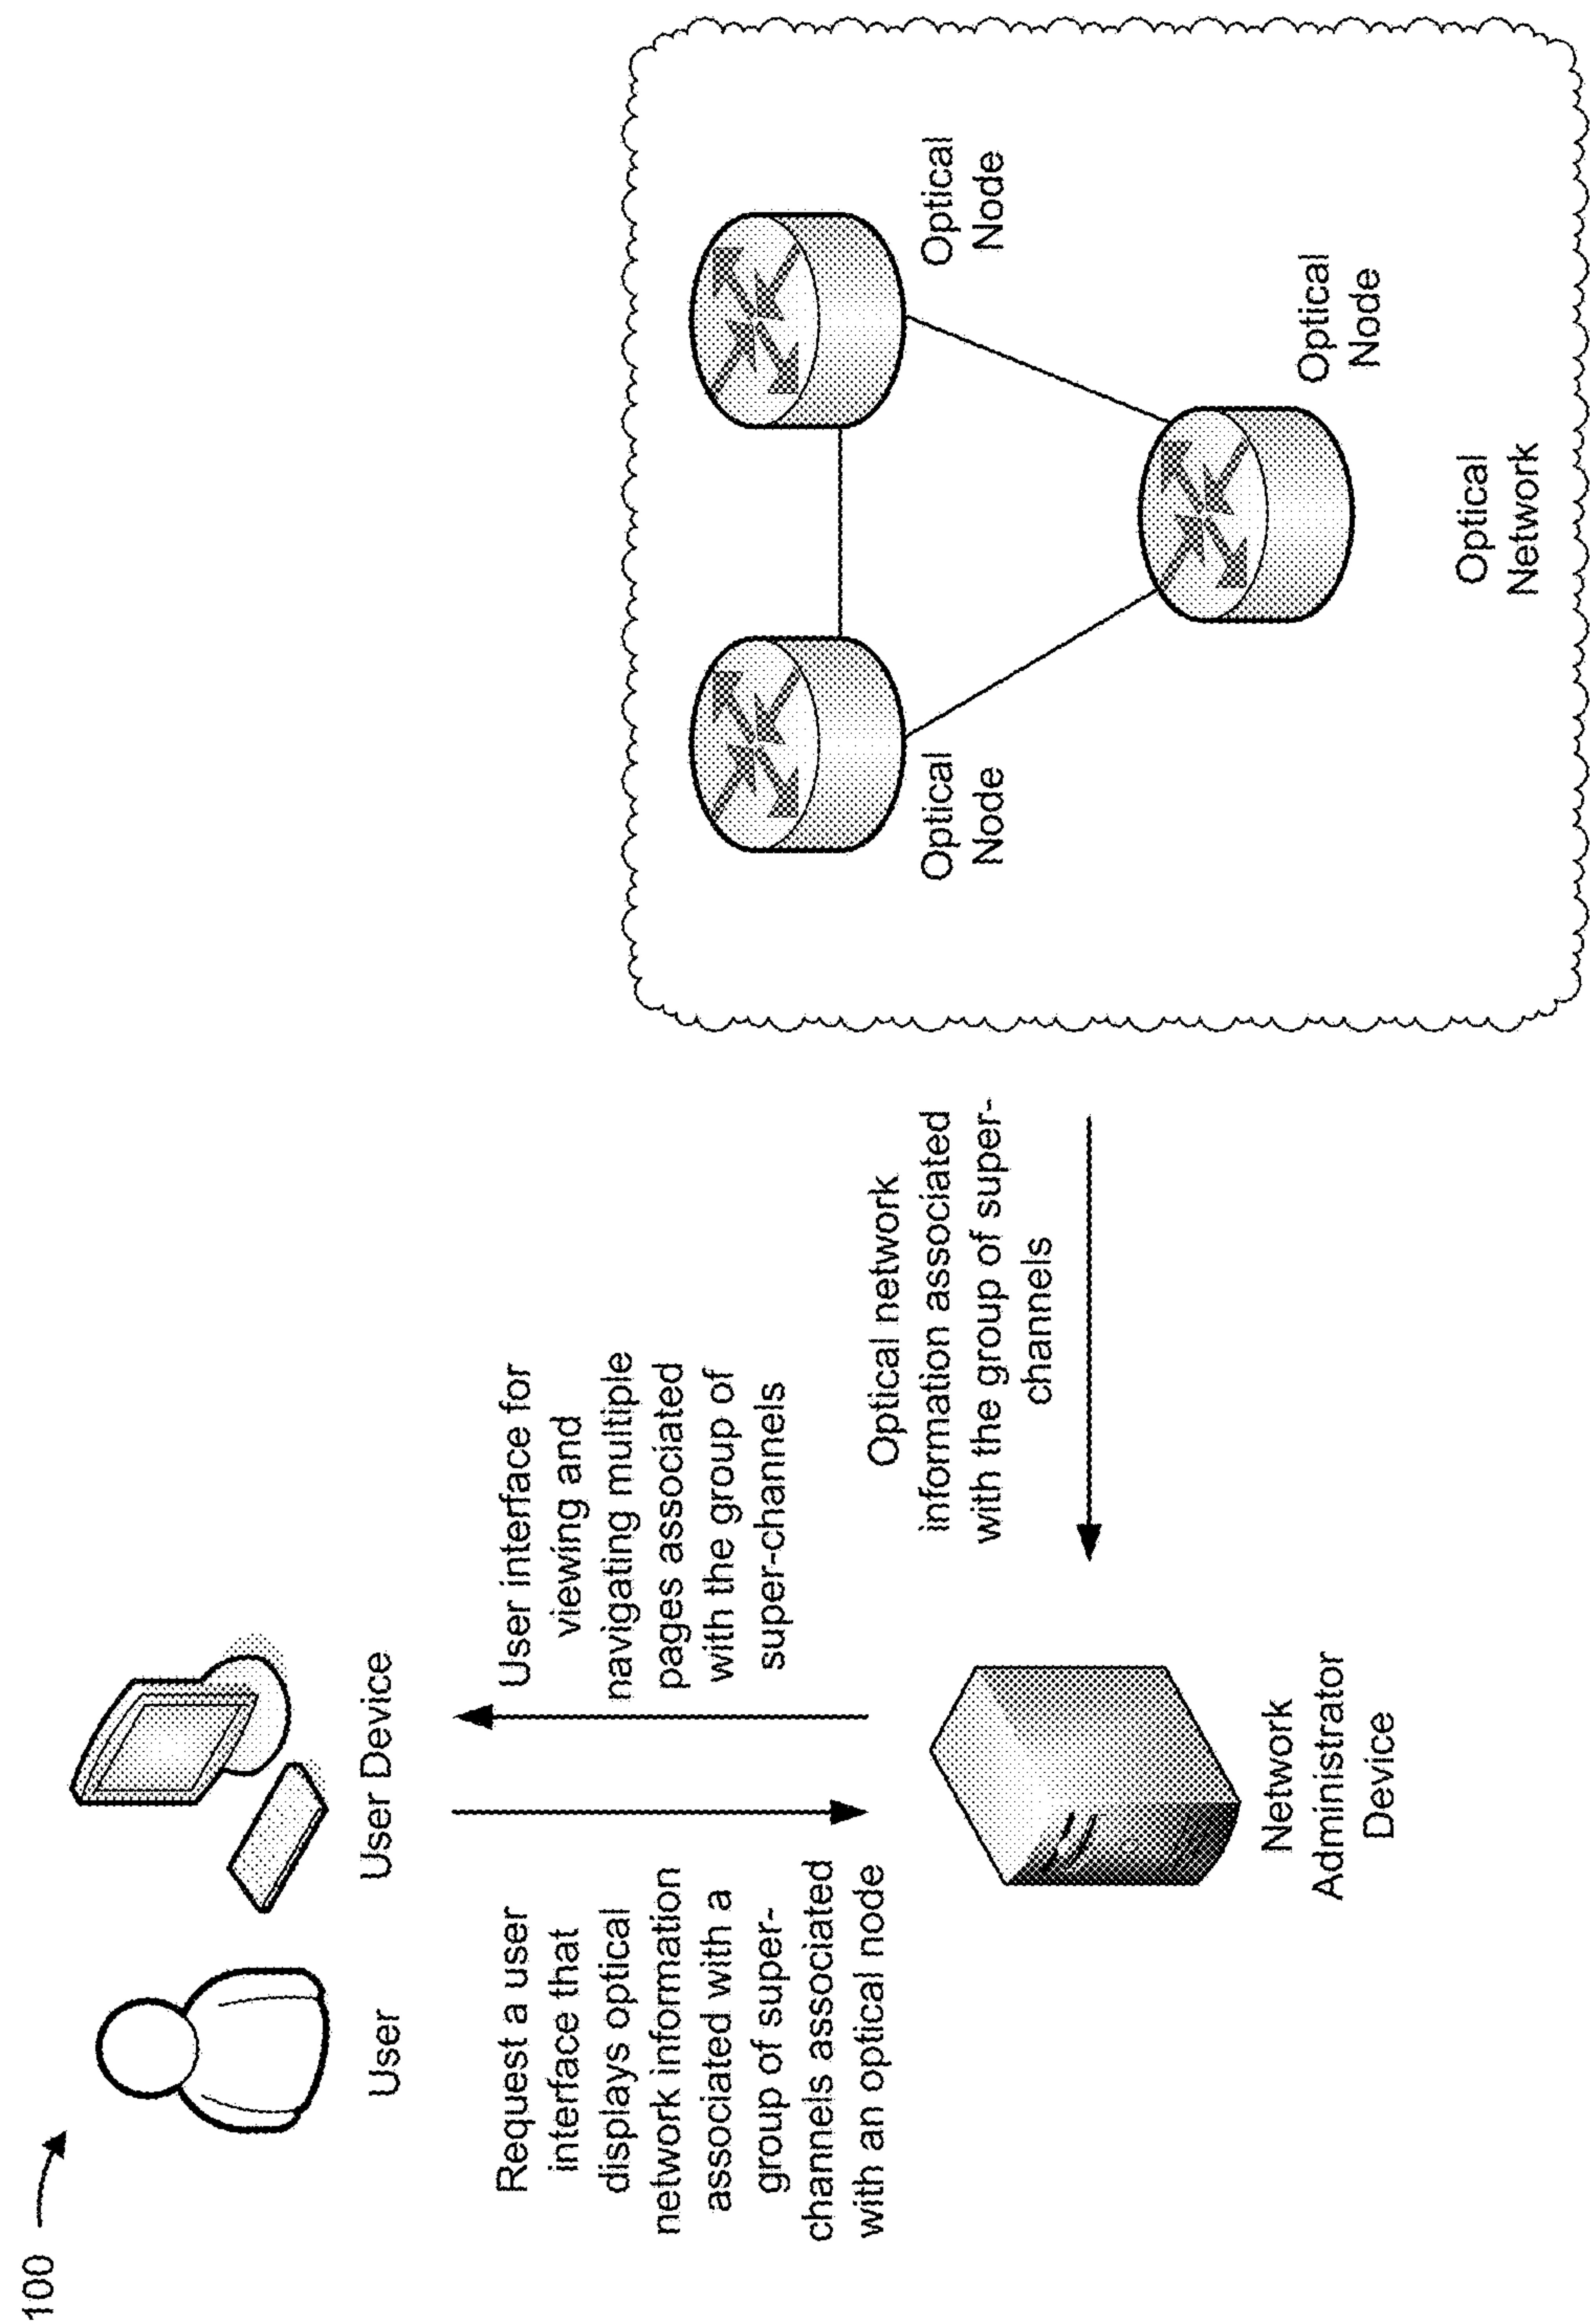 100
User
User Device
Request a user
interface that
displays optical
network information
associated with a
group of super-
channels associated
with an optical node
User interface for
viewing and
navigating multiple
pages associated
with the group of
super-channels
Network
Administrator
Device
Optical network
information associated
with the group of super-
channels
Optical
Node
Optical
Node
Optical
Node
Optical
Network